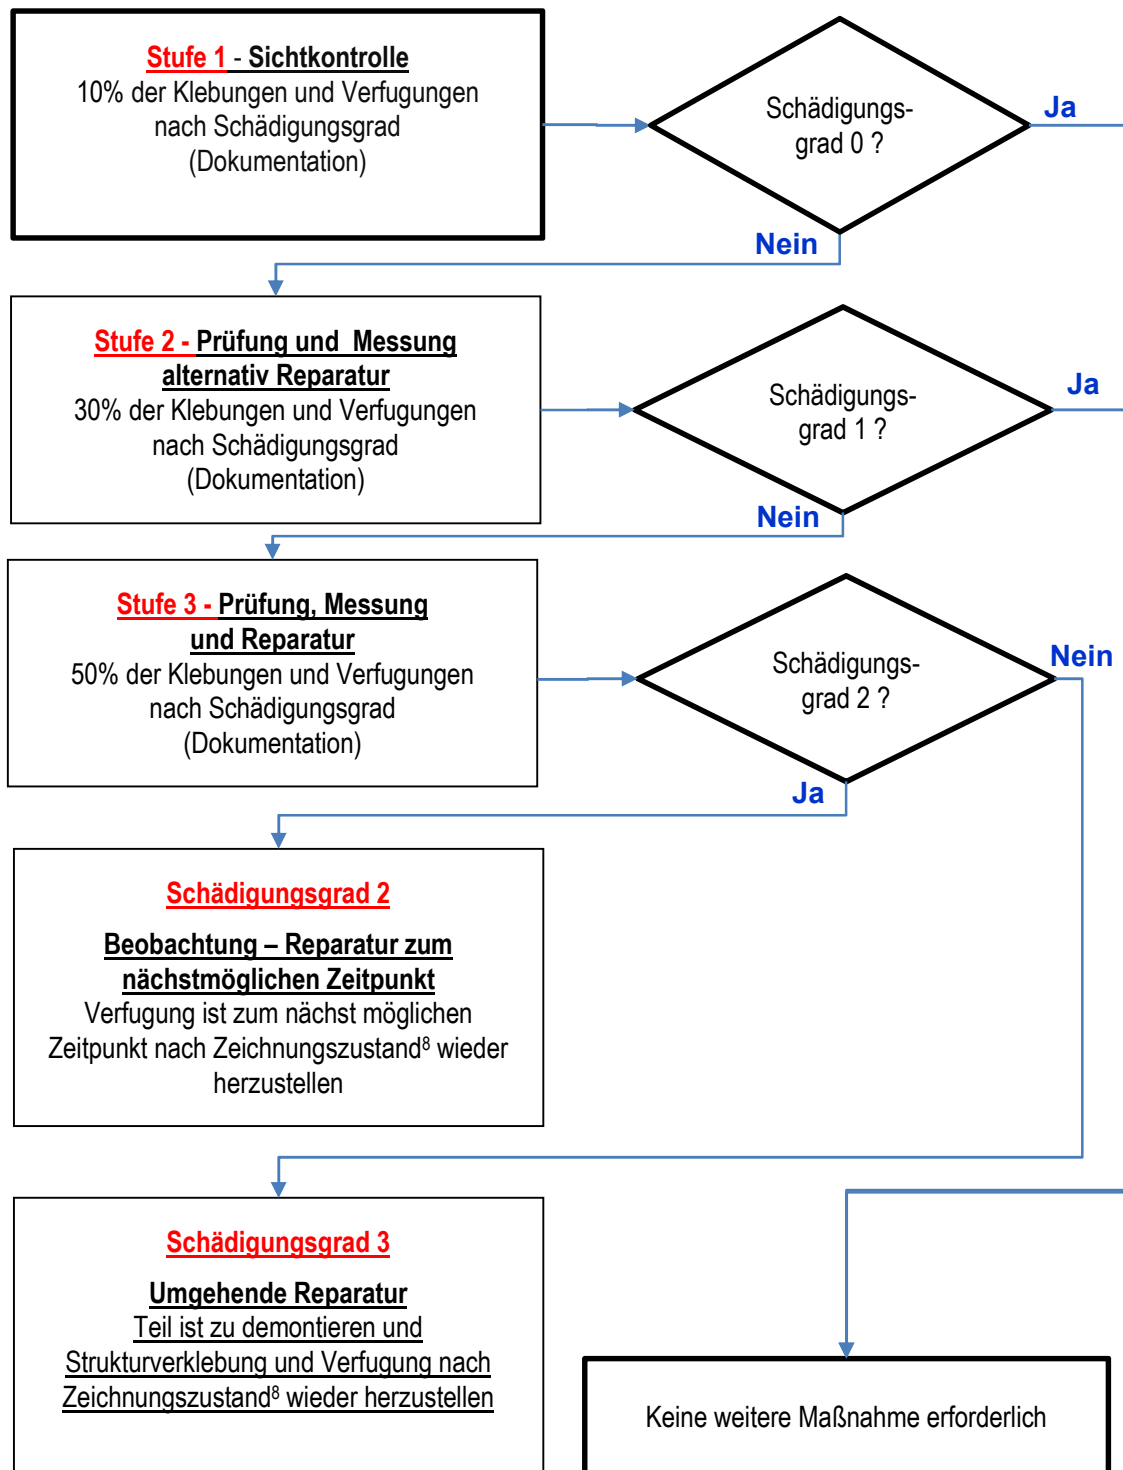 Stufe 1 - Sichtkontrolle
10% der Klebungen und Verfugungen
nach Schädigungsgrad
(Dokumentation)
Schädigungs-
grad 0 ?
Ja
Nein
Stufe 2 - Prüfung und Messung
alternativ Reparatur
30% der Klebungen und Verfugungen
nach Schädigungsgrad
(Dokumentation)
Schädigungs-
grad 1 ?
Ja
Nein
Stufe 3 - Prüfung, Messung
und Reparatur
50% der Klebungen und Verfugungen
nach Schädigungsgrad
(Dokumentation)
Schädigungs-
grad 2 ?
Nein
Ja
Schädigungsgrad 2
Beobachtung – Reparatur zum
nächstmöglichen Zeitpunkt
Verfugung ist zum nächst möglichen
Zeitpunkt nach Zeichnungszustand⁸ wieder
herzustellen
Schädigungsgrad 3
Umgehende Reparatur
Teil ist zu demontieren und
Strukturverklebung und Verfugung nach
Zeichnungszustand⁸ wieder herzustellen
Keine weitere Maßnahme erforderlich